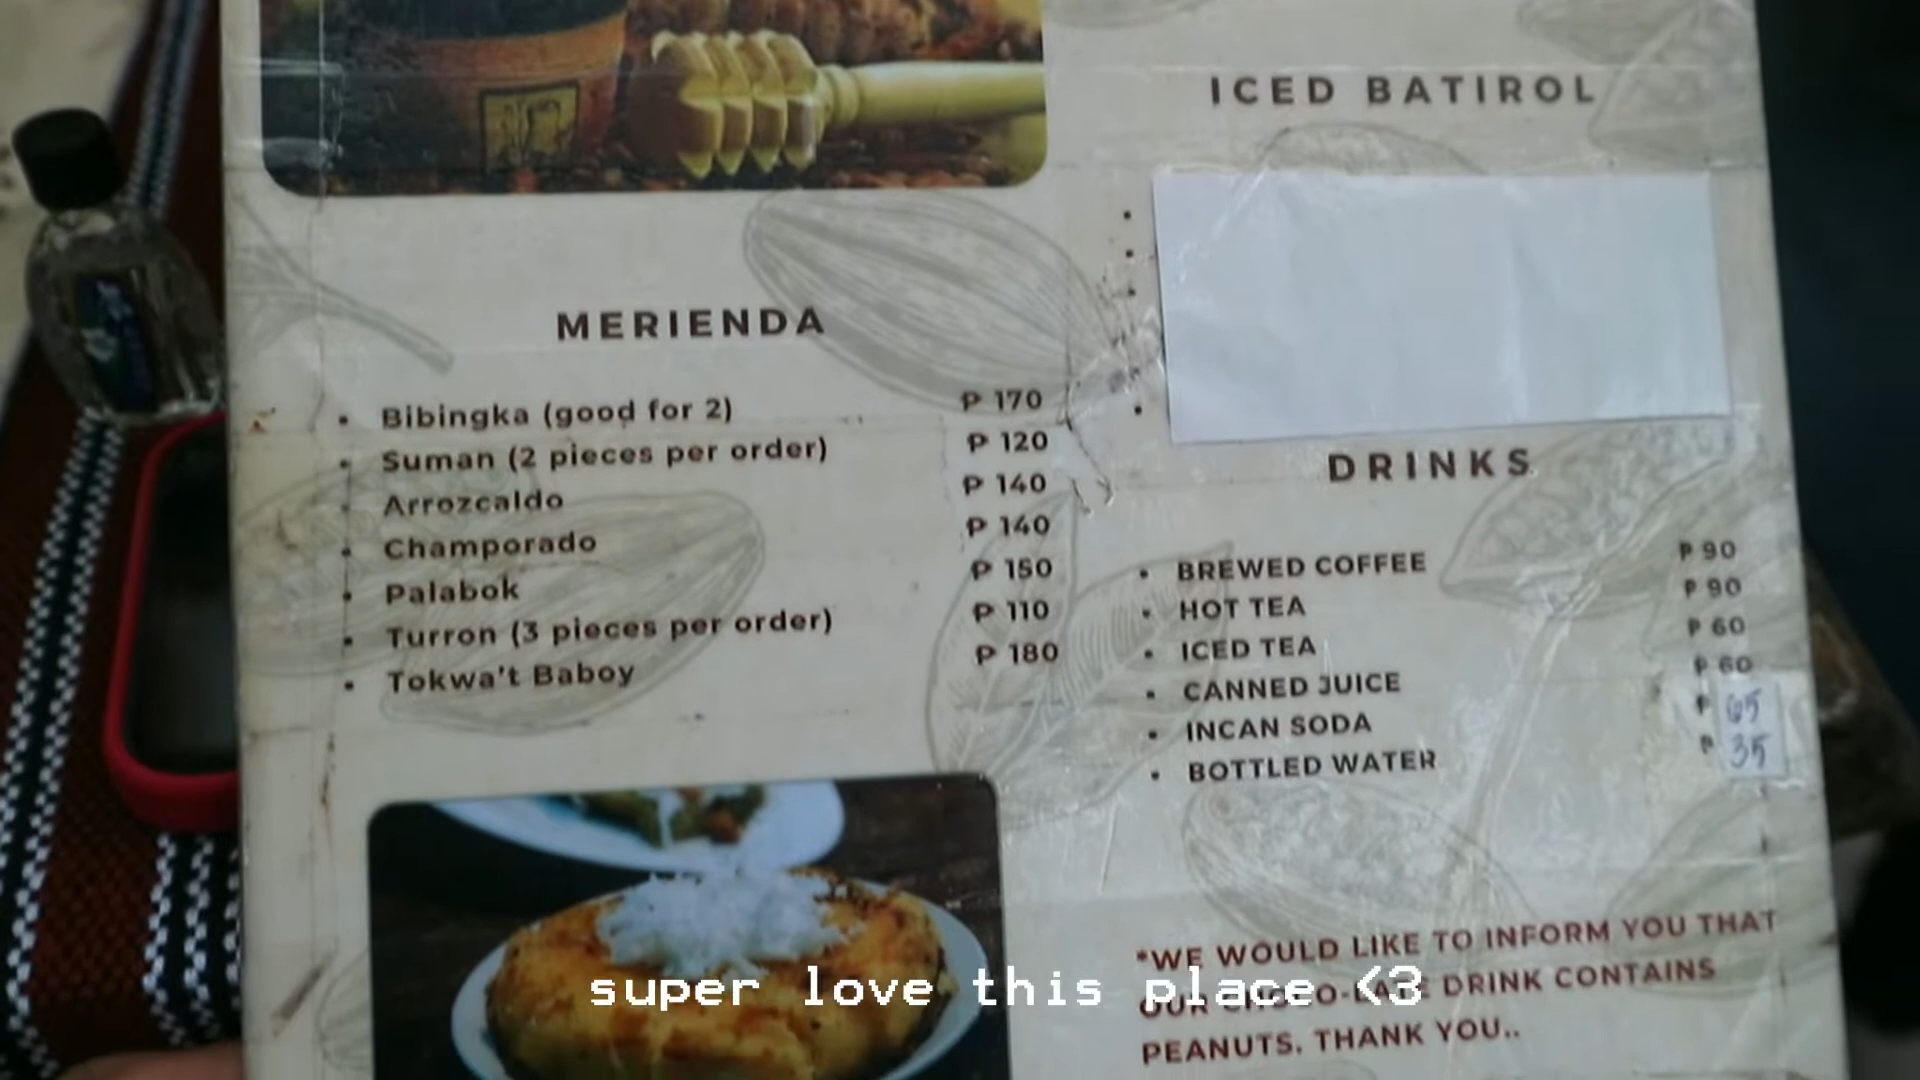 MERIENDA
• Bibingka (good for 2) ₱ 170
• Suman (2 pieces per order) ₱ 120
• Arrozcaldo ₱ 140
• Champorado ₱ 140
• Palabok ₱ 150
• Turron (3 pieces per order) ₱ 110
• Tokwa't Baboy ₱ 180
ICED BATIROL
DRINKS
• BREWED COFFEE ₱ 90
• HOT TEA ₱ 90
• ICED TEA ₱ 60
• CANNED JUICE ₱ 60
• INCAN SODA ₱ 65
• BOTTLED WATER ₱ 35
*WE WOULD LIKE TO INFORM YOU THAT
OUR CHOCO-LATE DRINK CONTAINS
PEANUTS. THANK YOU..
super love this place <3